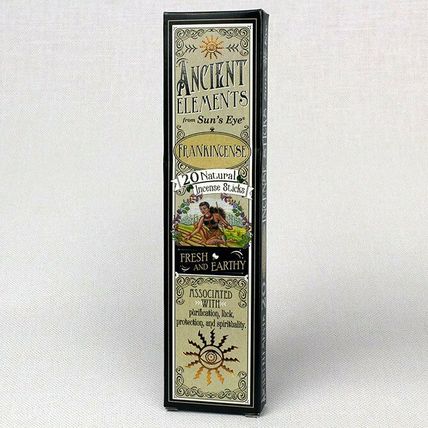 ANCIENT
ELEMENTS
from Sun's Eye®
FRANKINCENSE
20 Natural
Incense Sticks
FRESH
AND EARTHY
ASSOCIATED
WITH
purification, luck,
protection, and spirituality.